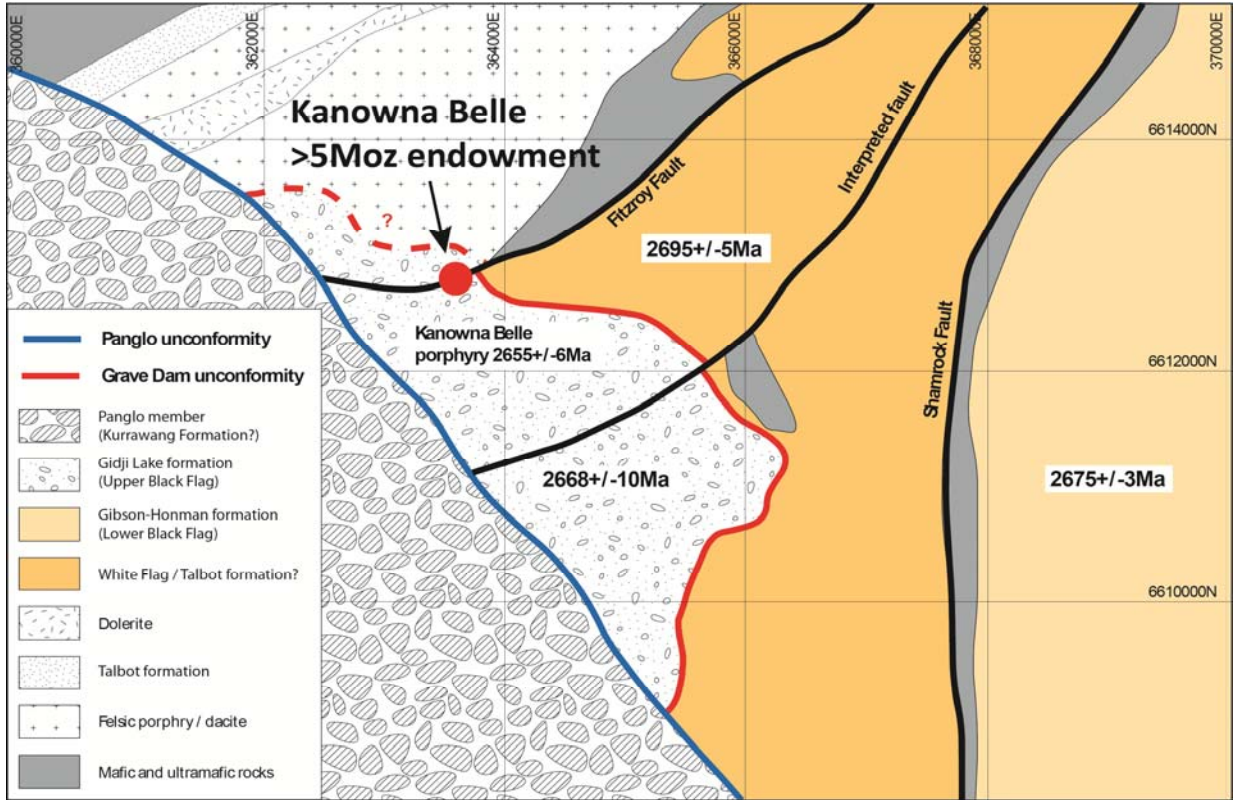 360000E
362000E
364000E
366000E
368000E
370000E
Kanowna Belle
>5Moz endowment
6614000N
Fitzroy Fault
Interpreted fault
?
2695+/-5Ma
Shamrock Fault
Kanowna Belle
porphyry 2655+/-6Ma
6612000N
2668+/-10Ma
2675+/-3Ma
6610000N
Panglo unconformity
Grave Dam unconformity
Panglo member
(Kurrawang Formation?)
Gidji Lake formation
(Upper Black Flag)
Gibson-Honman formation
(Lower Black Flag)
White Flag / Talbot formation?
Dolerite
Talbot formation
Felsic porphry / dacite
Mafic and ultramafic rocks